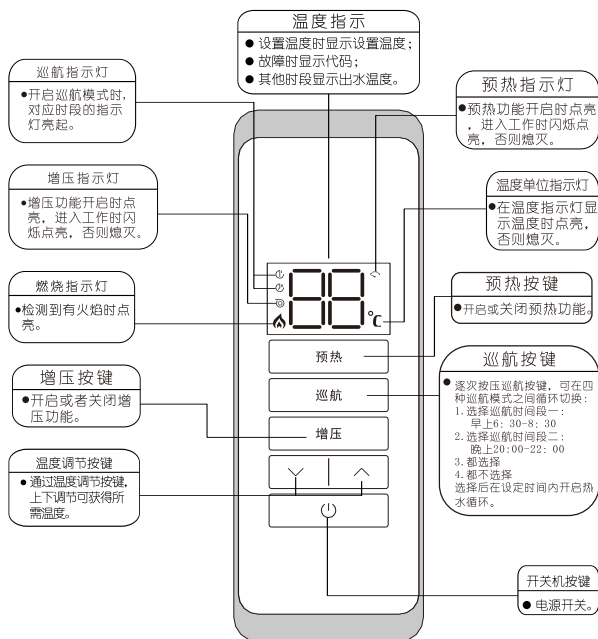 温度指示
● 设置温度时显示设置温度；
● 故障时显示代码；
● 其他时段显示出水温度。
巡航指示灯
●开启巡航模式时，
对应时段的指示
灯亮起。
预热指示灯
●预热功能开启时点亮
，进入工作时闪烁点
亮，否则熄灭。
增压指示灯
●增压功能开启时点
亮，进入工作时闪
烁点亮，否则熄灭。
温度单位指示灯
●在温度指示灯显
示温度时点亮，
否则熄灭。
燃烧指示灯
●检测到有火焰时点
亮。
预热按键
●开启或关闭预热功能。
增压按键
●开启或者关闭增
压功能。
温度调节按键
● 通过温度调节按键，
上下调节可获得所
需温度。
88
℃
预热
巡航
增压
巡航按键
● 逐次按压巡航按键，可在四
种巡航模式之间循环切换：
1.选择巡航时间段一：
早上6：30-8：30
2.选择巡航时间段二：
晚上20:00-22：00
3.都选择
4.都不选择
选择后在设定时间内开启热
水循环。
开关机按键
● 电源开关。